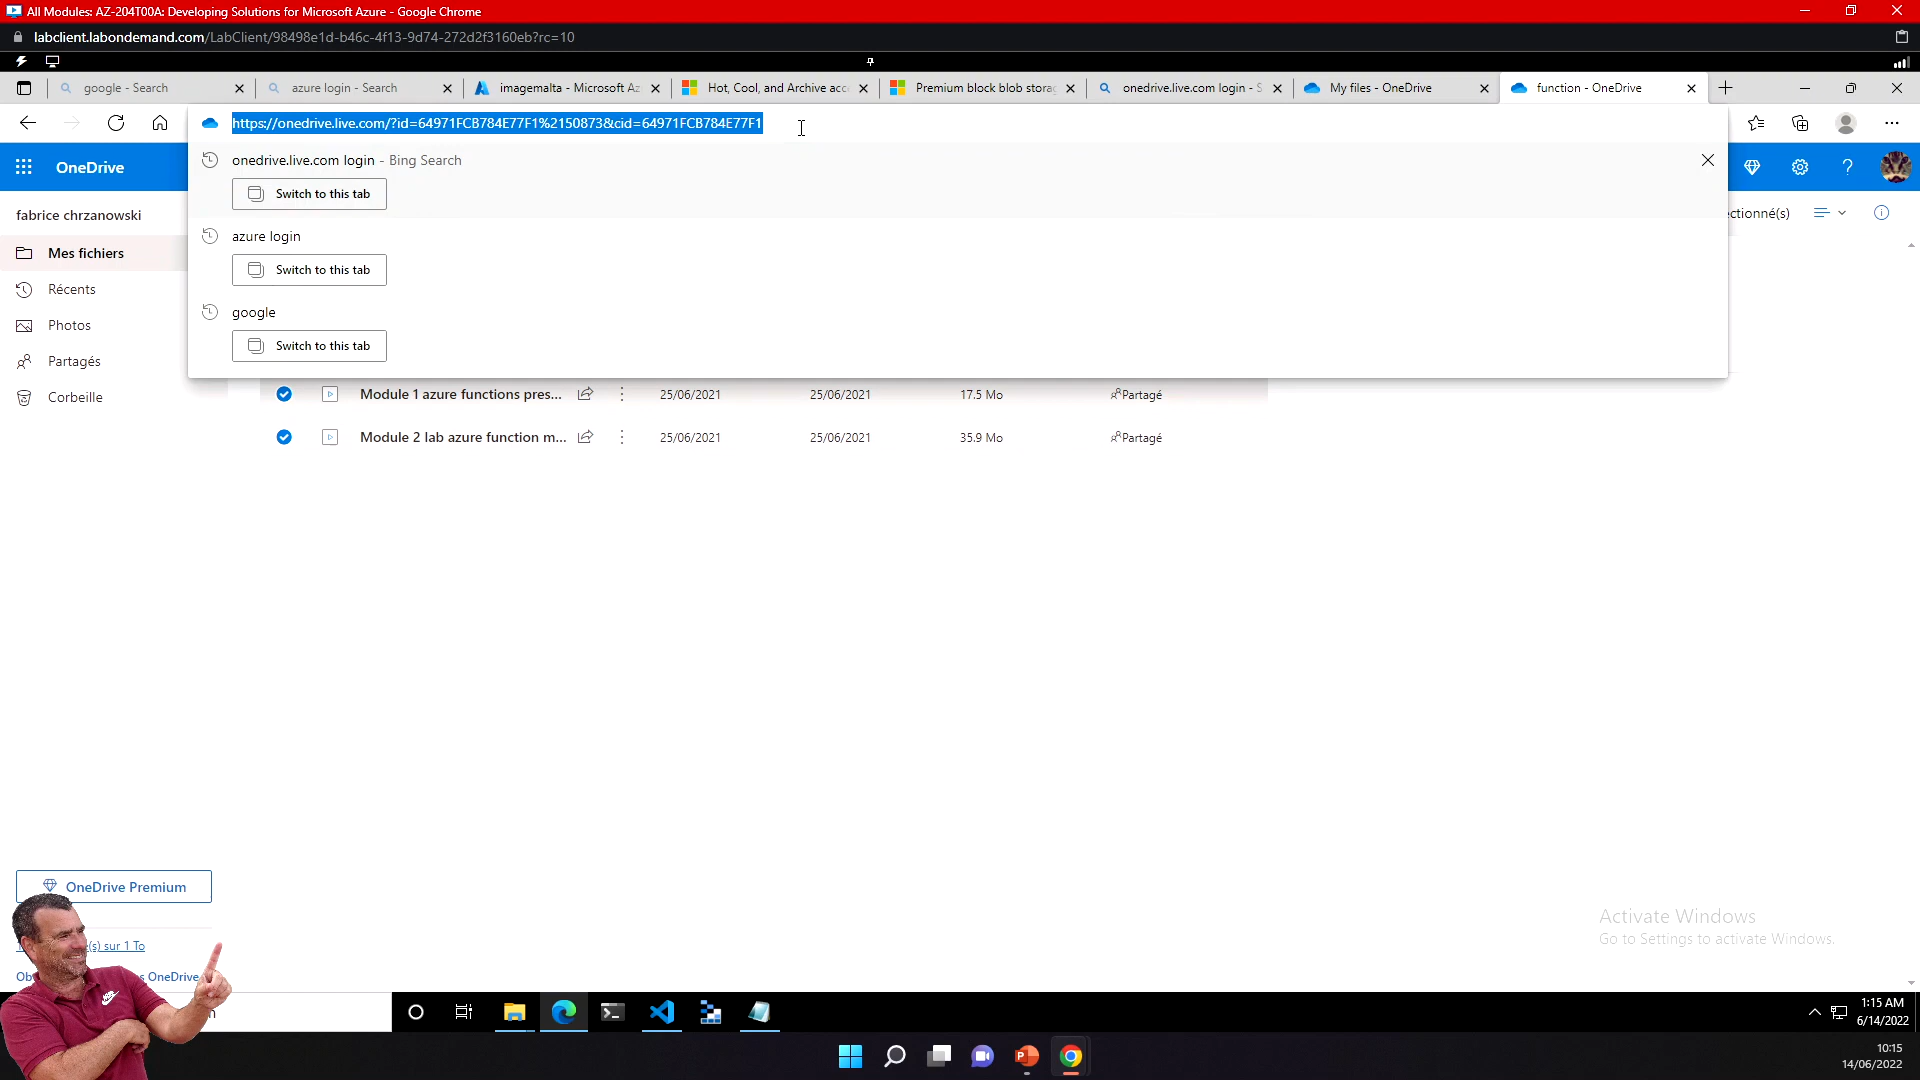 All Modules: AZ-204T00A: Developing Solutions for Microsoft Azure - Google Chrome
labclient.labondemand.com/LabClient/98498e1d-b46c-4f13-9d74-272d2f3160eb?rc=10
google - Search
azure login - Search
imagemalta - Microsoft Az
Hot, Cool, and Archive acc
Premium block blob storag
onedrive.live.com login - S
My files - OneDrive
function - OneDrive
https://onedrive.live.com/?id=64971FCB784E77F1%2150873&cid=64971FCB784E77F1
onedrive.live.com login - Bing Search
Switch to this tab
azure login
Switch to this tab
google
Switch to this tab
OneDrive
fabrice chrzanowski
Mes fichiers
Récents
Photos
Partagés
Corbeille
ctionné(s)
Module 1 azure functions pres... 25/06/2021 25/06/2021 17.5 Mo Partagé
Module 2 lab azure function m... 25/06/2021 25/06/2021 35.9 Mo Partagé
OneDrive Premium
(s) sur 1 To
Ob
s OneDrive
Activate Windows
Go to Settings to activate Windows.
1:15 AM
6/14/2022
10:15
14/06/2022